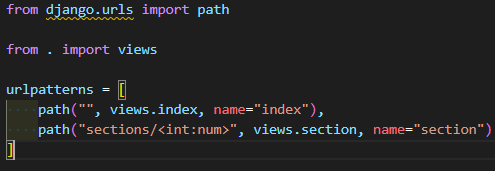 from django.urls import path
from . import views
urlpatterns = [
    path("", views.index, name="index"),
    path("sections/<int:num>", views.section, name="section")
]